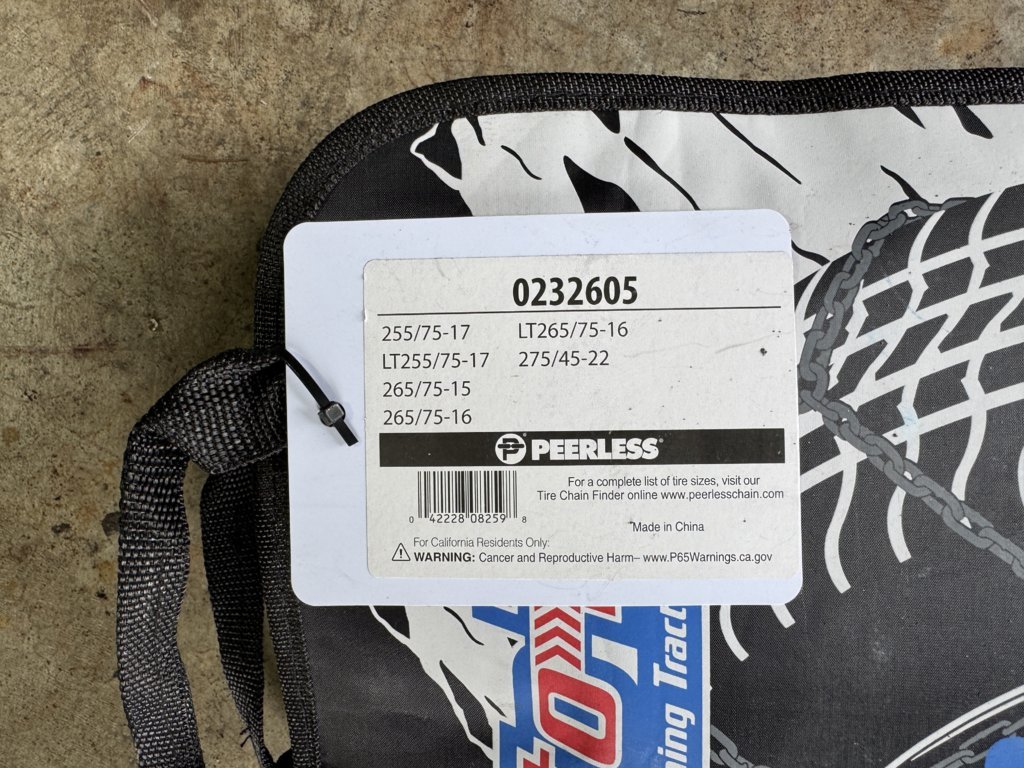 0232605
255/75-17 LT265/75-16
LT255/75-17 275/45-22
265/75-15
265/75-16
PEERLESS®
For a complete list of tire sizes, visit our
Tire Chain Finder online www.peerlesschain.com
0 42228 08259 8
Made in China
For California Residents Only:
WARNING: Cancer and Reproductive Harm– www.P65Warnings.ca.gov